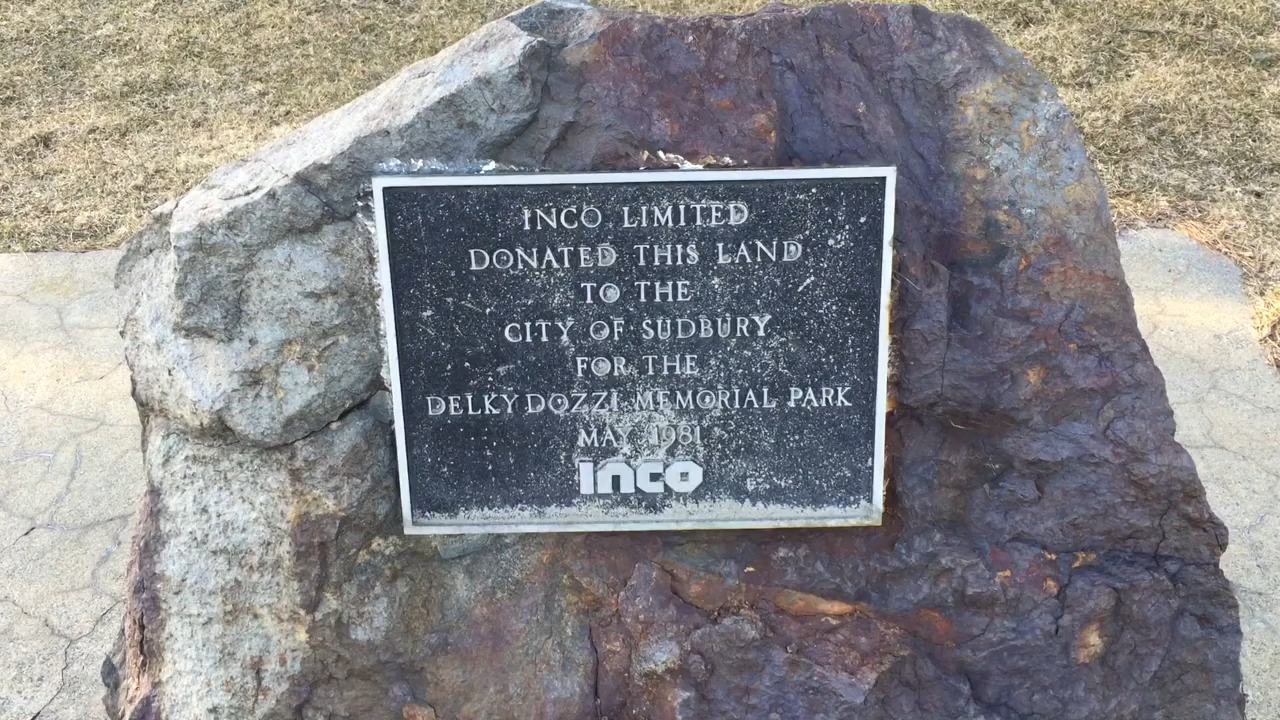 INCO LIMITED
DONATED THIS LAND
TO THE
CITY OF SUDBURY
FOR THE
DELKY DOZZI MEMORIAL PARK
MAY 1981
INCO